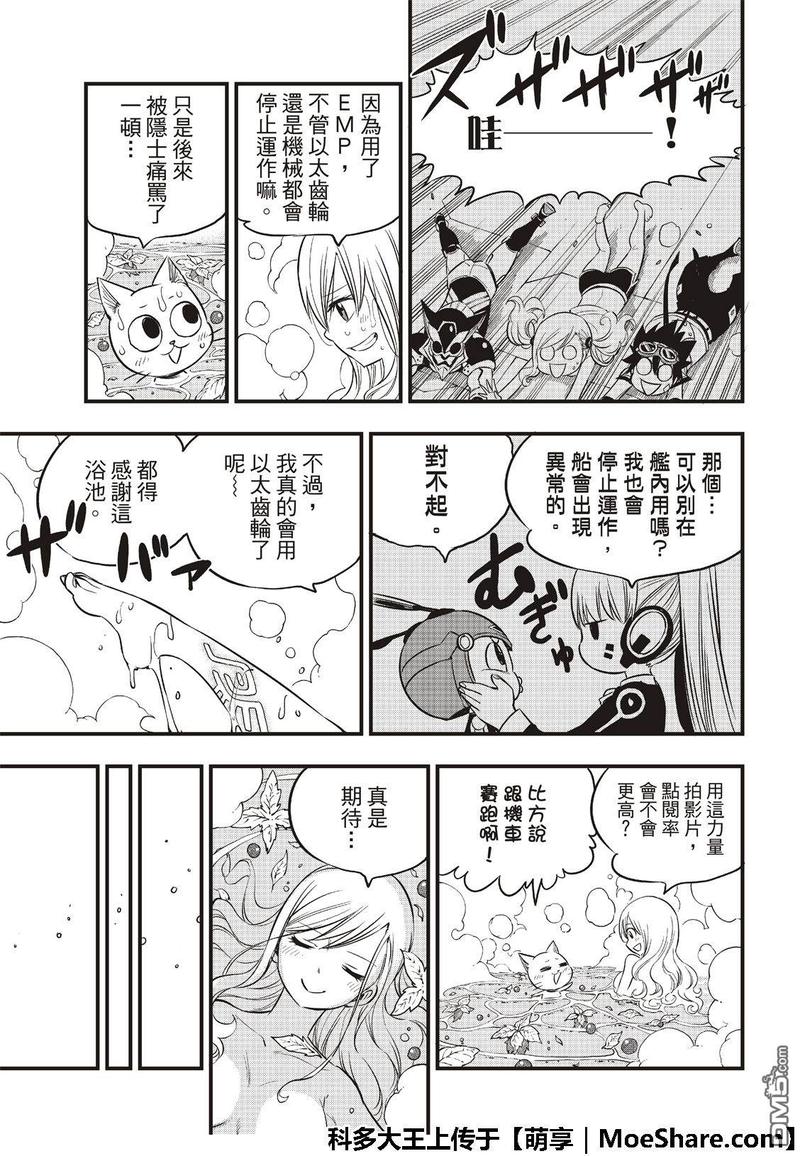 ズザザザザ
哇————！
因為用了
EMP，
不管以太齒輪
還是機械都會
停止運作嘛。
只是後來
被隱士痛罵了
一頓…
那個…
可以別在
艦內用嗎？
我也會
停止運作，
船會出現
異常的。
對不起。
むぎゅ
不過，
我真的會用
以太齒輪了
呢～
都得
感謝這
浴池。
ザバァ
用這力量
拍影片，
點閱率
會不會
更高？
比方說
跟機車
賽跑啊！
真是
期待…
科多大王上传于【萌享｜MoeShare.com】
DM5.com